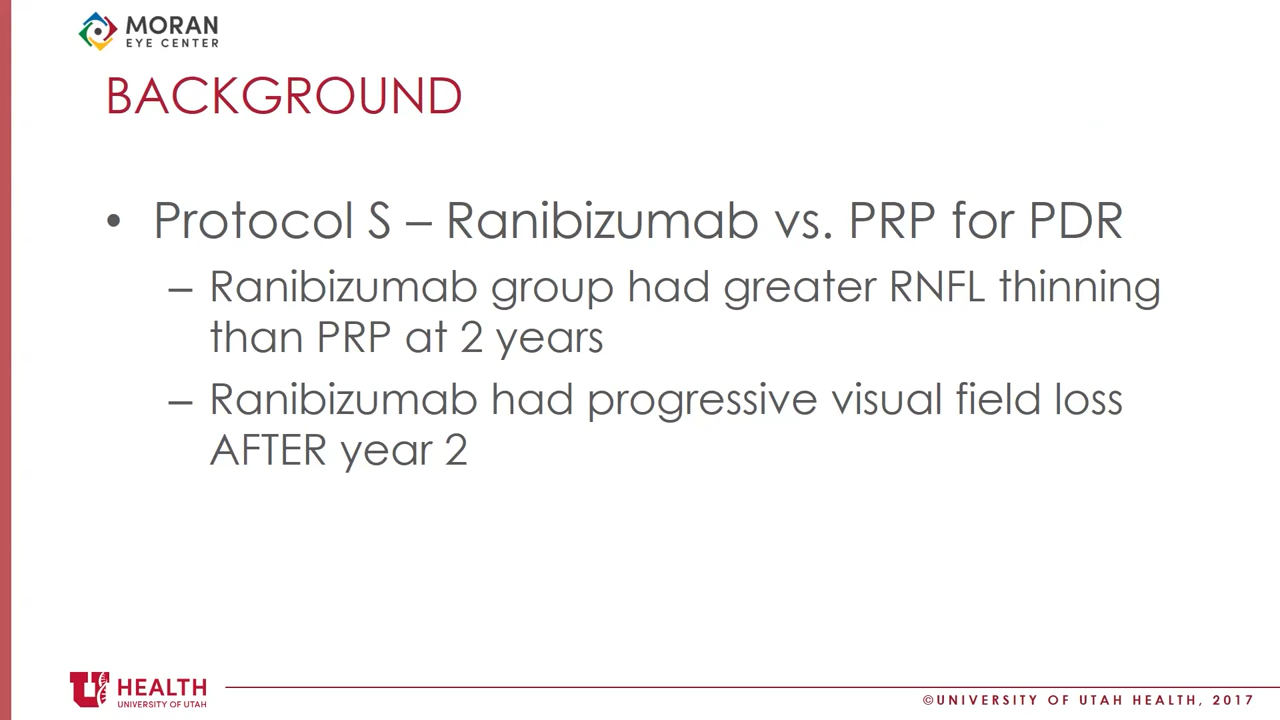 MORAN
EYE CENTER
BACKGROUND
• Protocol S – Ranibizumab vs. PRP for PDR
– Ranibizumab group had greater RNFL thinning
than PRP at 2 years
– Ranibizumab had progressive visual field loss
AFTER year 2
U HEALTH
UNIVERSITY OF UTAH
©UNIVERSITY OF UTAH HEALTH, 2017